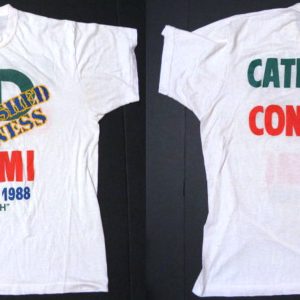 SHED
NESS
MI
1988
H"
CATH
CON